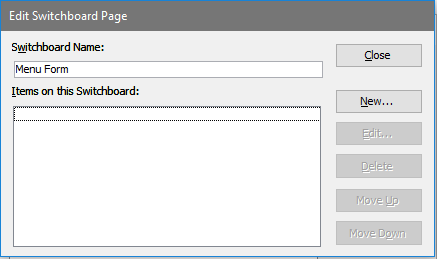 Edit Switchboard Page
Switchboard Name:
Close
Menu Form
Items on this Switchboard:
New...
Edit...
Delete
Move Up
Move Down